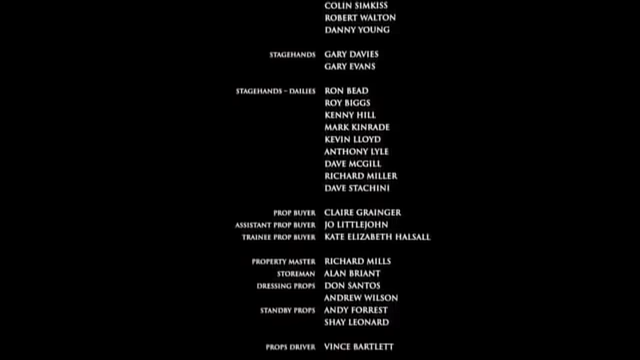 COLIN SIMKISS
ROBERT WALTON
DANNY YOUNG
STAGEHANDS GARY DAVIES
GARY EVANS
STAGEHANDS – DAILIES RON BEAD
ROY BIGGS
KENNY HILL
MARK KINRADE
KEVIN LLOYD
ANTHONY LYLE
DAVE MCGILL
RICHARD MILLER
DAVE STACHINI
PROP BUYER CLAIRE GRAINGER
ASSISTANT PROP BUYER JO LITTLEJOHN
TRAINEE PROP BUYER KATE ELIZABETH HALSALL
PROPERTY MASTER RICHARD MILLS
STOREMAN ALAN BRIANT
DRESSING PROPS DON SANTOS
ANDREW WILSON
STANDBY PROPS ANDY FORREST
SHAY LEONARD
PROPS DRIVER VINCE BARTLETT